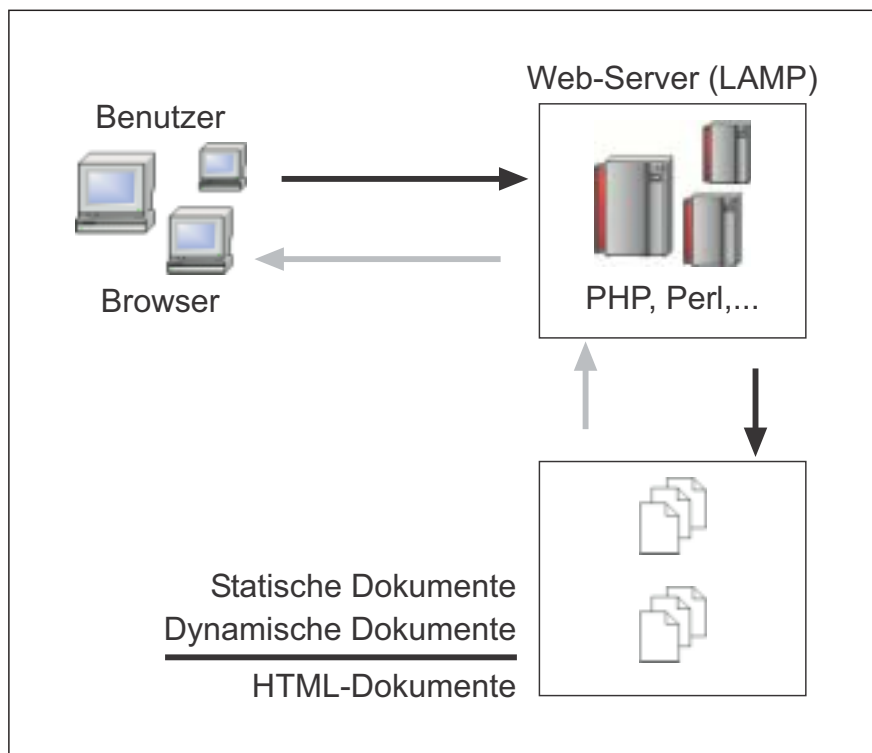 Web-Server (LAMP)
Benutzer
Browser
PHP, Perl,...
Statische Dokumente
Dynamische Dokumente
HTML-Dokumente